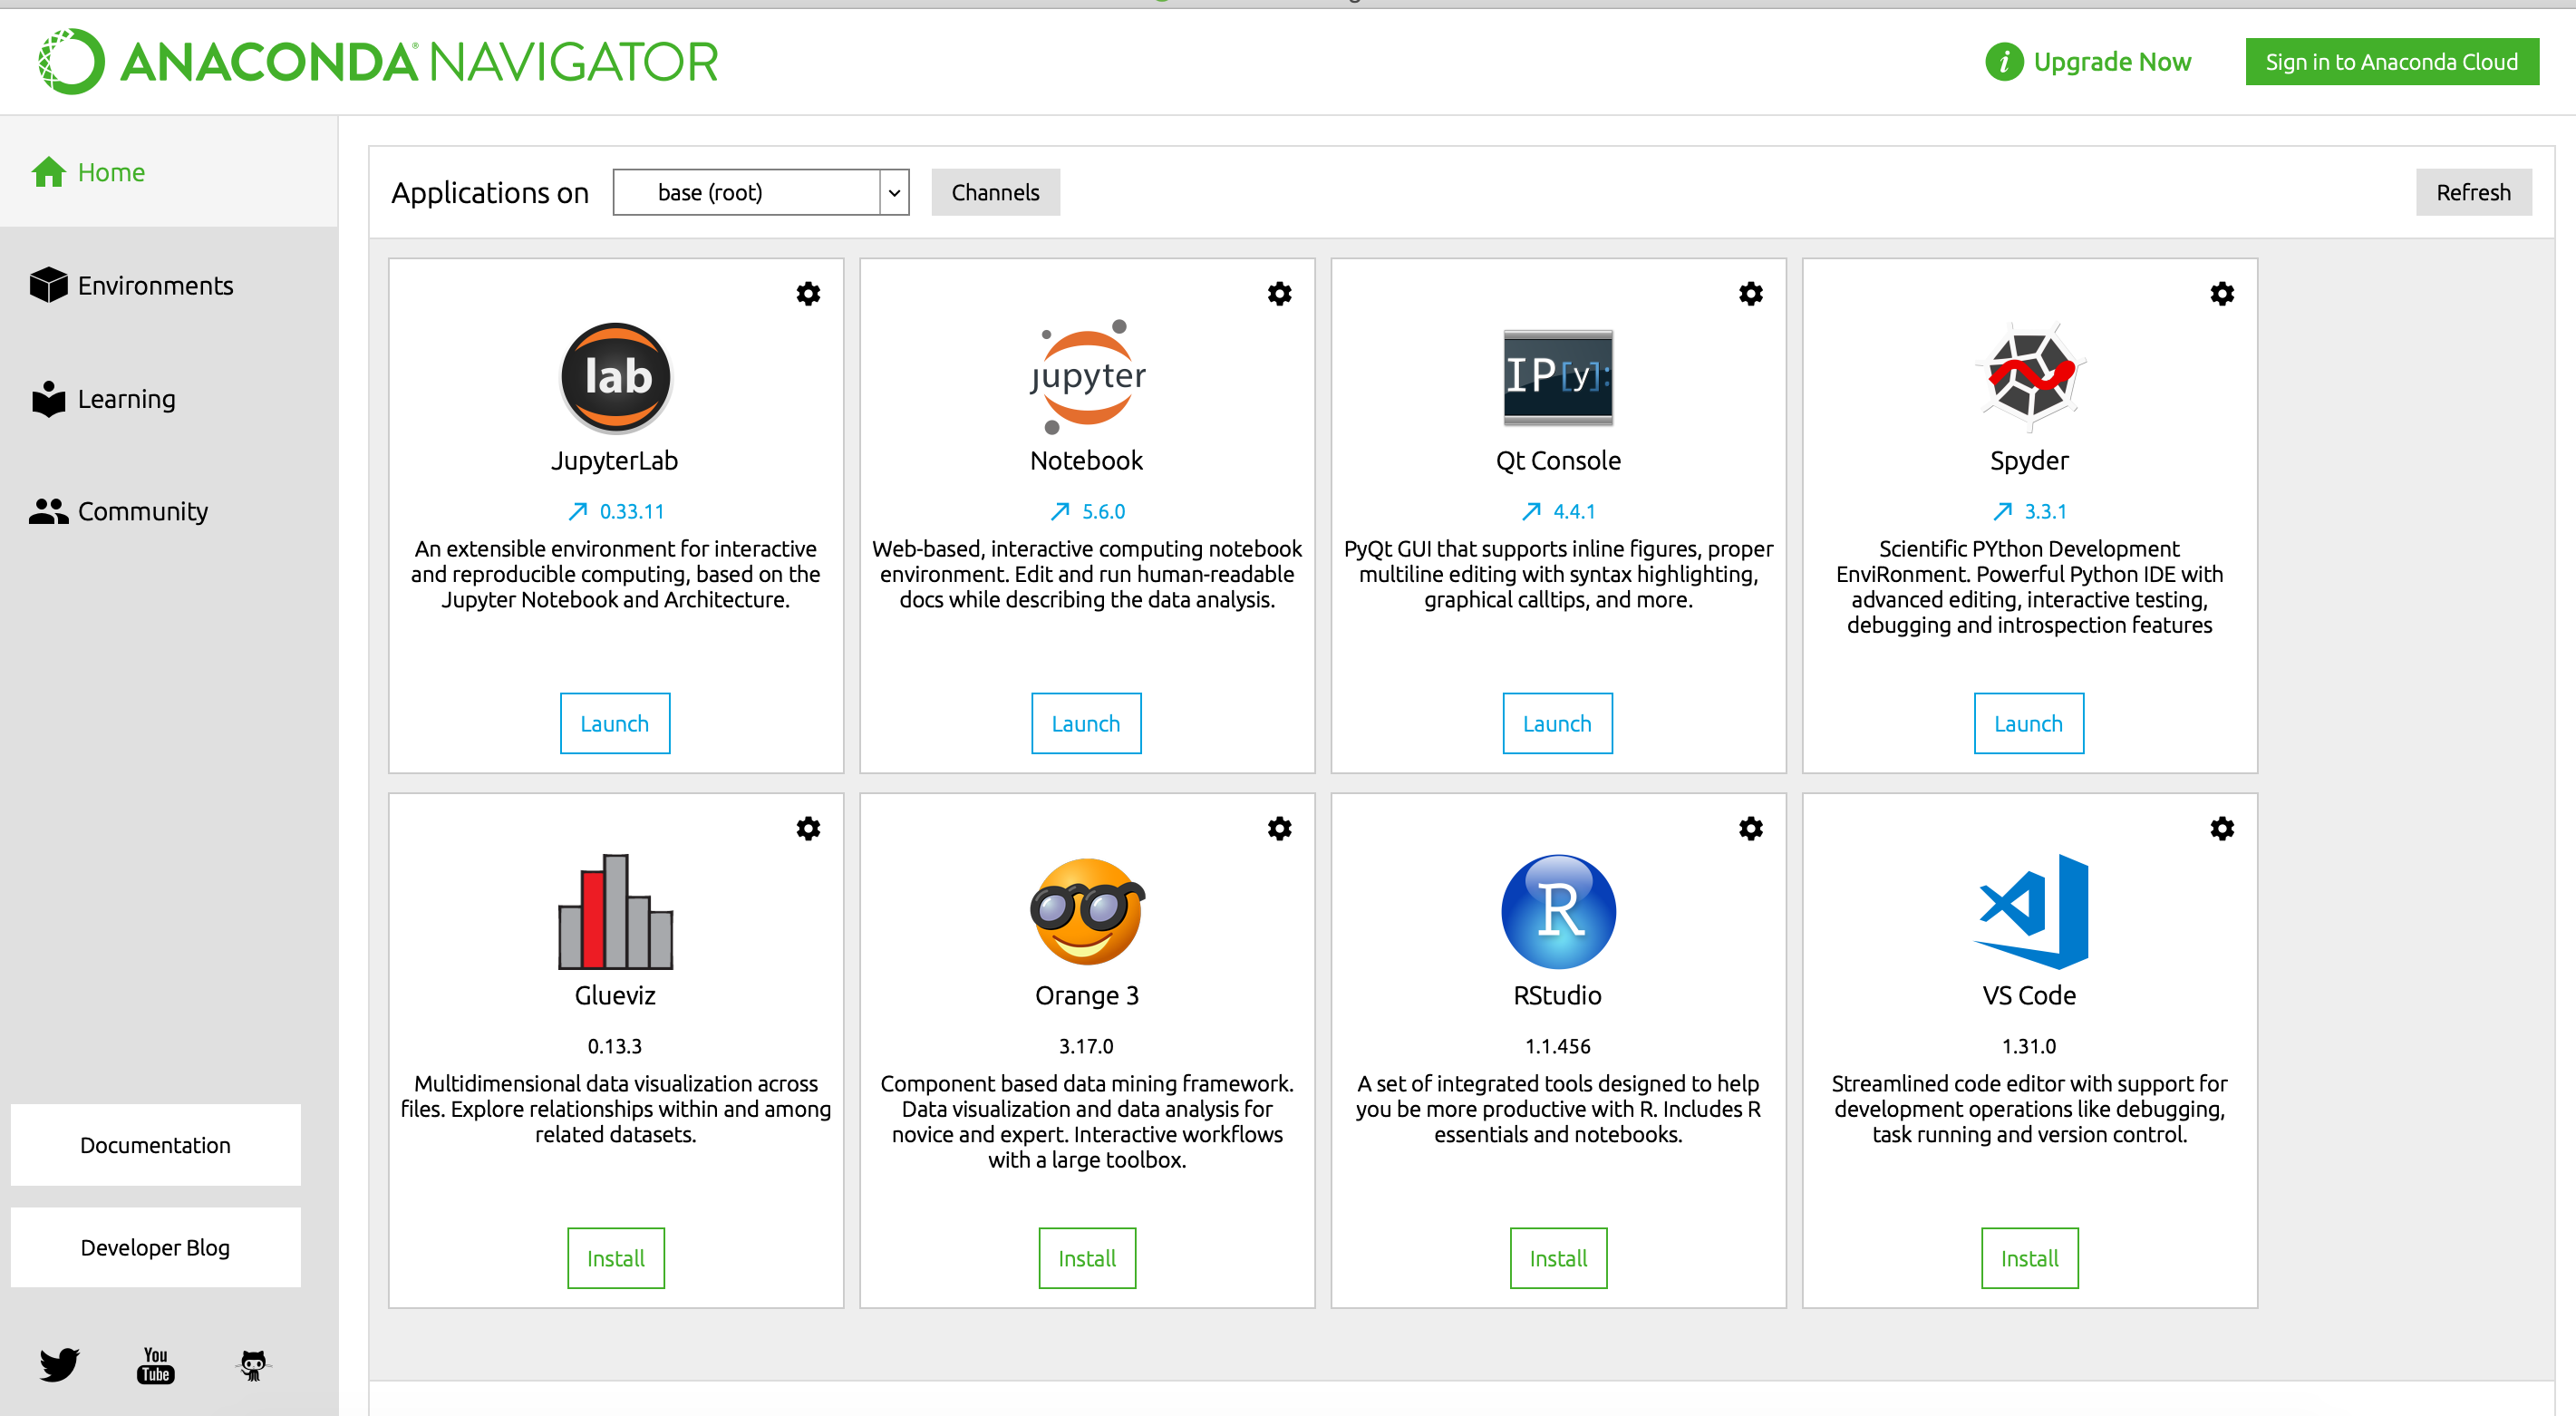 ANACONDA® NAVIGATOR
Upgrade Now
Sign in to Anaconda Cloud
Home
Environments
Learning
Community
Documentation
Developer Blog
You
Tube
Applications on
base (root)
Channels
Refresh
lab
JupyterLab
0.33.11
An extensible environment for interactive
and reproducible computing, based on the
Jupyter Notebook and Architecture.
Launch
jupyter
Notebook
5.6.0
Web-based, interactive computing notebook
environment. Edit and run human-readable
docs while describing the data analysis.
Launch
IP[y]:
Qt Console
4.4.1
PyQt GUI that supports inline figures, proper
multiline editing with syntax highlighting,
graphical calltips, and more.
Launch
Spyder
3.3.1
Scientific PYthon Development
EnviRonment. Powerful Python IDE with
advanced editing, interactive testing,
debugging and introspection features
Launch
Glueviz
0.13.3
Multidimensional data visualization across
files. Explore relationships within and among
related datasets.
Install
Orange 3
3.17.0
Component based data mining framework.
Data visualization and data analysis for
novice and expert. Interactive workflows
with a large toolbox.
Install
R
RStudio
1.1.456
A set of integrated tools designed to help
you be more productive with R. Includes R
essentials and notebooks.
Install
VS Code
1.31.0
Streamlined code editor with support for
development operations like debugging,
task running and version control.
Install